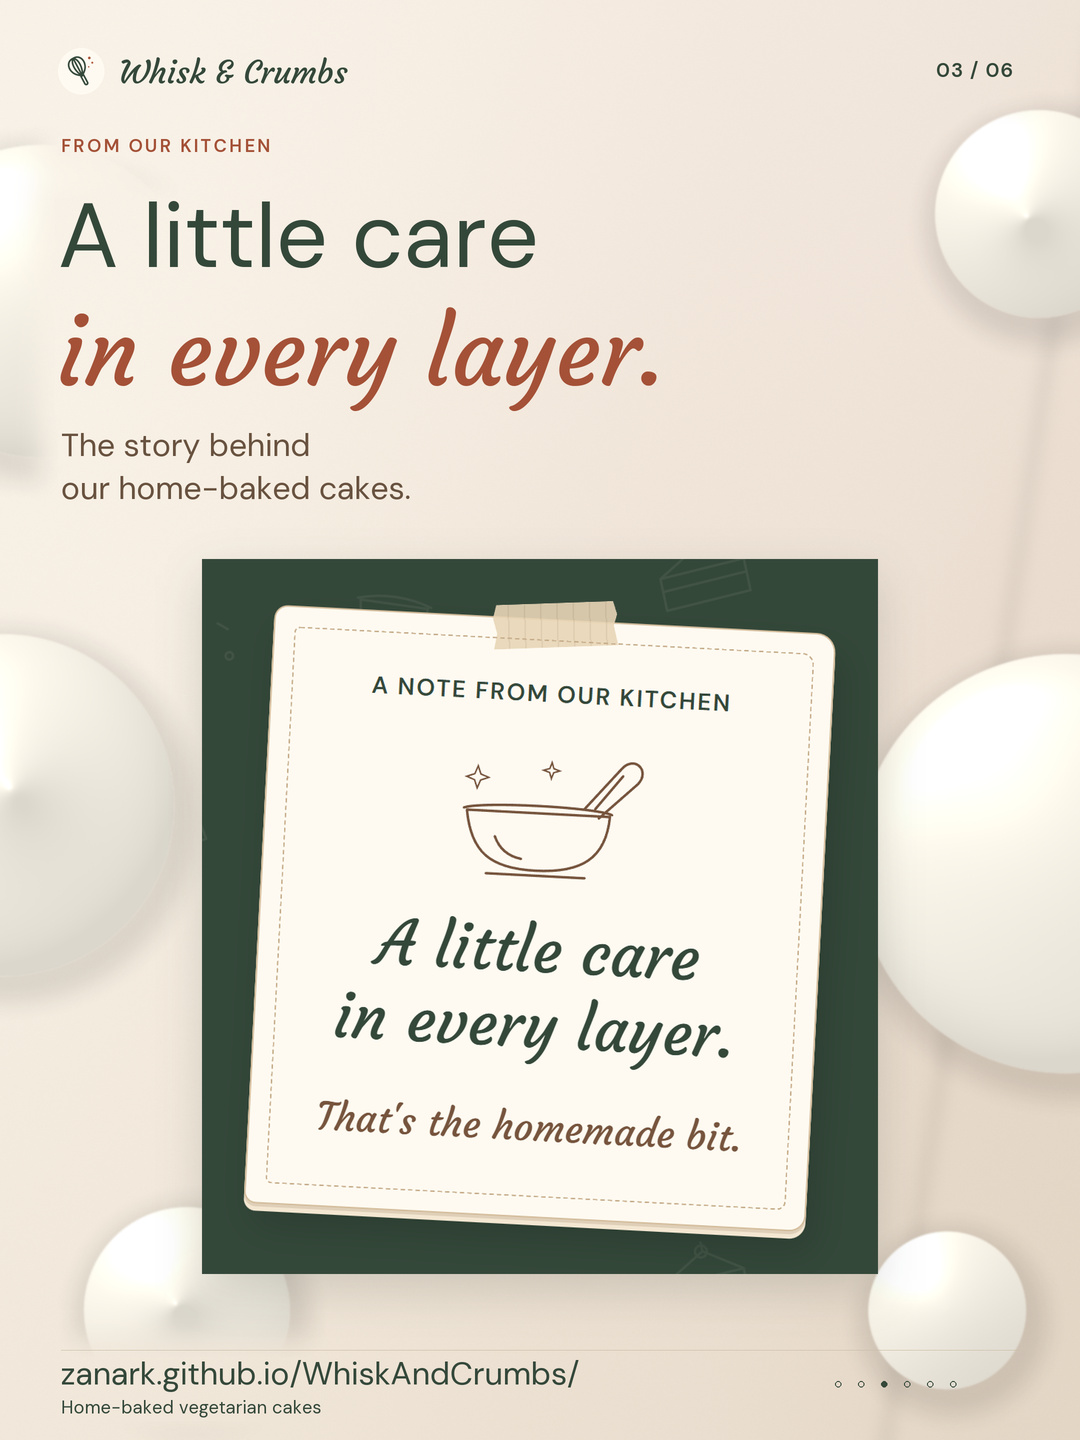 Whisk & Crumbs
03 / 06
FROM OUR KITCHEN
A little care
in every layer.
The story behind
our home-baked cakes.
A NOTE FROM OUR KITCHEN
A little care
in every layer.
That's the homemade bit.
zanark.github.io/WhiskAndCrumbs/
Home-baked vegetarian cakes